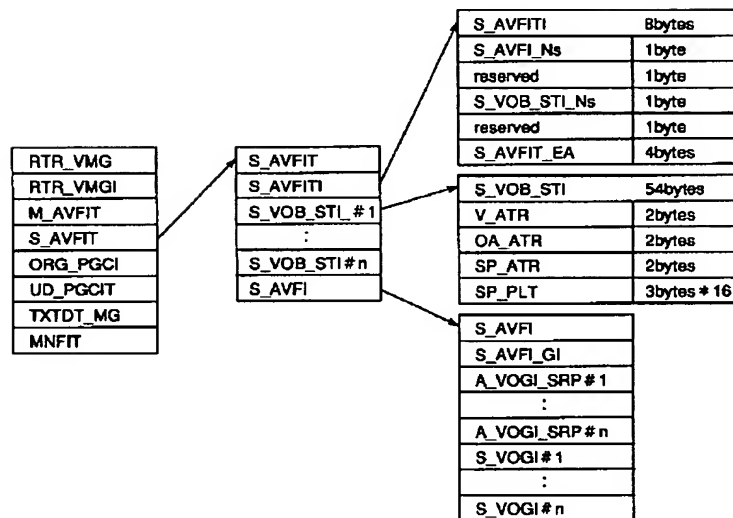 RTR_VMG
RTR_VMGI
M_AVFIT
S_AVFIT
ORG_PGCI
UD_PGCIT
TXTDT_MG
MNFIT
S_AVFIT
S_AVFITI
S_VOB_STI_#1
:
S_VOB_STI#n
S_AVFI
S_AVFITI 8bytes
S_AVFI_Ns 1byte
reserved 1byte
S_VOB_STI_Ns 1byte
reserved 1byte
S_AVFIT_EA 4bytes
S_VOB_STI 54bytes
V_ATR 2bytes
OA_ATR 2bytes
SP_ATR 2bytes
SP_PLT 3bytes*16
S_AVFI
S_AVFI_GI
A_VOGI_SRP#1
:
A_VOGI_SRP#n
S_VOGI#1
:
S_VOGI#n